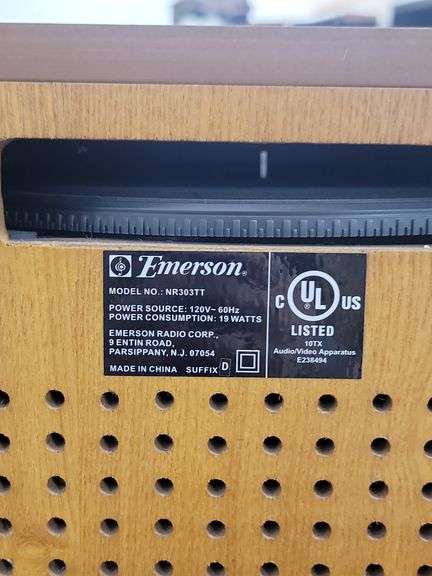 Emerson®
MODEL NO.: NR303TT
POWER SOURCE: 120V~ 60Hz
POWER CONSUMPTION: 19 WATTS
EMERSON RADIO CORP.,
9 ENTIN ROAD,
PARSIPPANY, N.J. 07054
MADE IN CHINA SUFFIX D
C UL US
LISTED
10TX
Audio/Video Apparatus
E238494